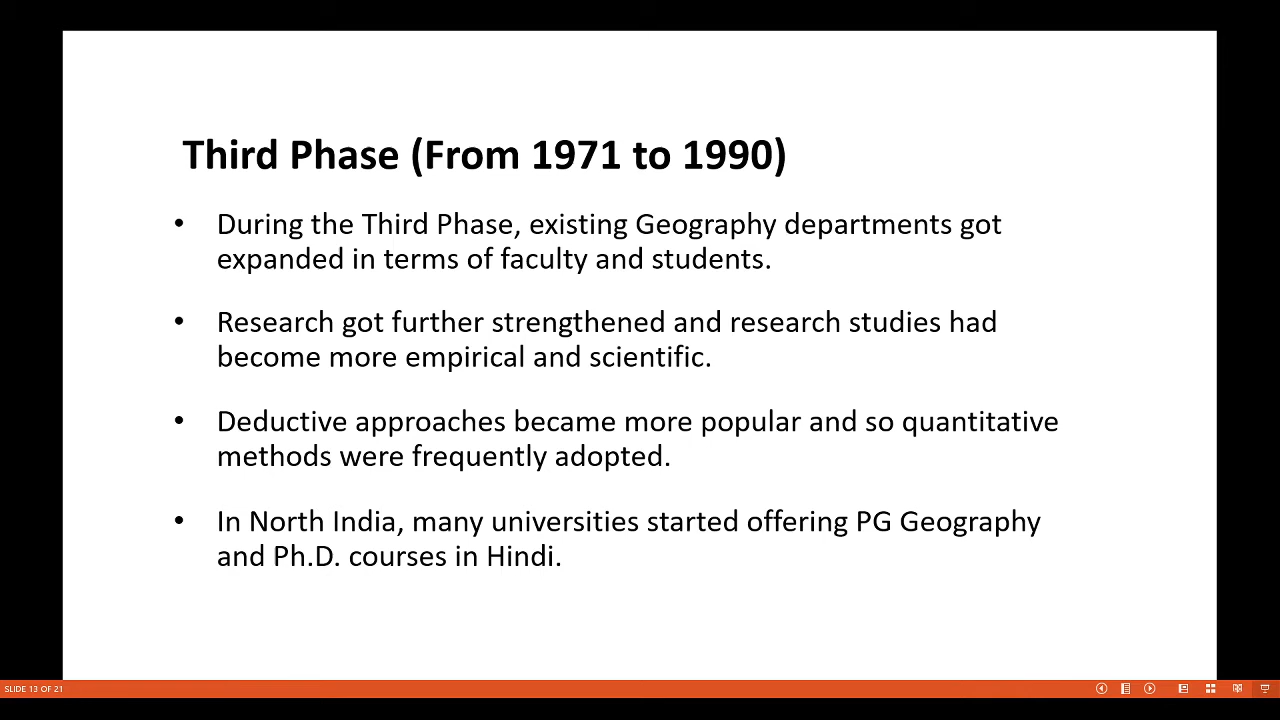 Third Phase (From 1971 to 1990)
• During the Third Phase, existing Geography departments got
expanded in terms of faculty and students.
• Research got further strengthened and research studies had
become more empirical and scientific.
• Deductive approaches became more popular and so quantitative
methods were frequently adopted.
• In North India, many universities started offering PG Geography
and Ph.D. courses in Hindi.
SLIDE 13 OF 21